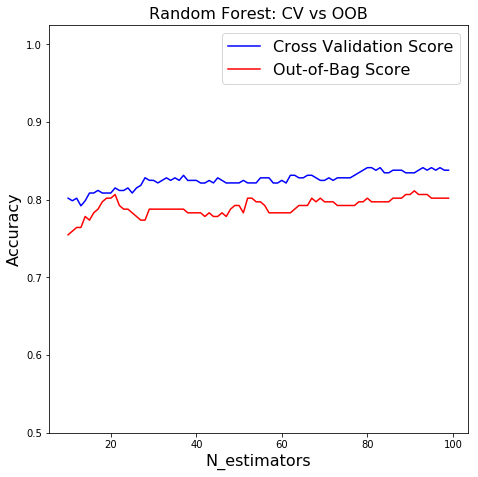 Random Forest: CV vs OOB
Cross Validation Score
Out-of-Bag Score
Accuracy
1.0
0.9
0.8
0.7
0.6
0.5
20 40 60 80 100
N_estimators